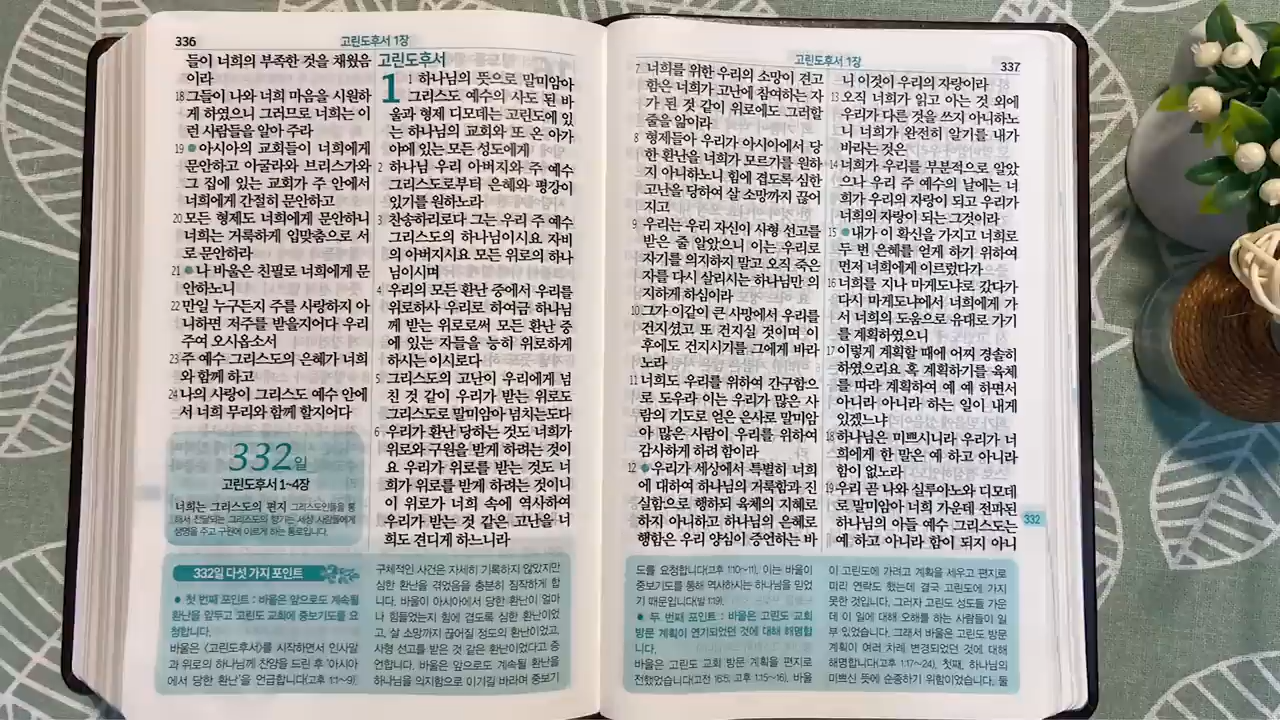 336
고린도후서 1장
들이 너희의 부족한 것을 채웠음
이라
18 그들이 나와 너희 마음을 시원하
게 하였으니 그러므로 너희는 이
런 사람들을 알아 주라
19 ● 아시아의 교회들이 너희에게
문안하고 아굴라와 브리스가와
그 집에 있는 교회가 주 안에서
너희에게 간절히 문안하고
20 모든 형제도 너희에게 문안하니
너희는 거룩하게 입맞춤으로 서
로 문안하라
21 ● 나 바울은 친필로 너희에게 문
안하노니
22 만일 누구든지 주를 사랑하지 아
니하면 저주를 받을지어다 우리
주여 오시옵소서
23 주 예수 그리스도의 은혜가 너희
와 함께 하고
24 나의 사랑이 그리스도 예수 안에
서 너희 무리와 함께 할지어다
332일
고린도후서 1~4장
너희는 그리스도의 편지 그리스도인들을 통
해서 전달되는 그리스도의 향기는 세상 사람들에게
생명을 주고 구원에 이르게 하는 통로입니다.
고린도후서
1
1 하나님의 뜻으로 말미암아
그리스도 예수의 사도 된 바
울과 형제 디모데는 고린도에 있
는 하나님의 교회와 또 온 아가
야에 있는 모든 성도에게
2 하나님 우리 아버지와 주 예수
그리스도로부터 은혜와 평강이
있기를 원하노라
3 찬송하리로다 그는 우리 주 예수
그리스도의 하나님이시요 자비
의 아버지시요 모든 위로의 하나
님이시며
4 우리의 모든 환난 중에서 우리를
위로하사 우리로 하여금 하나님
께 받는 위로로써 모든 환난 중
에 있는 자들을 능히 위로하게
하시는 이시로다
5 그리스도의 고난이 우리에게 넘
친 것 같이 우리가 받는 위로도
그리스도로 말미암아 넘치는도다
6 우리가 환난 당하는 것도 너희가
위로와 구원을 받게 하려는 것이
요 우리가 위로를 받는 것도 너
희가 위로를 받게 하려는 것이니
이 위로가 너희 속에 역사하여
우리가 받는 것 같은 고난을 너
희도 견디게 하느니라
332일 다섯 가지 포인트
● 첫 번째 포인트 : 바울은 앞으로도 계속될
환난을 앞두고 고린도 교회에 중보기도를 요
청합니다.
바울은 〈고린도후서〉를 시작하면서 인사말
과 위로의 하나님께 찬양을 드린 후 '아시아
에서 당한 환난'을 언급합니다(고후 1:1~9).
구체적인 사건은 자세히 기록하지 않았지만
심한 환난을 겪었음을 충분히 짐작하게 합
니다. 바울이 아시아에서 당한 환난이 얼마
나 힘들었는지 힘에 겹도록 심한 환난이었
고, 살 소망까지 끊어질 정도의 환난이었고,
사형 선고를 받은 것 같은 환난이었다고 증
언합니다. 바울은 앞으로도 계속될 환난을
하나님을 의지함으로 이기길 바라며 중보기
고린도후서 1장
337
7 너희를 위한 우리의 소망이 견고
함은 너희가 고난에 참여하는 자
가 된 것 같이 위로에도 그러할
줄을 앎이라
8 형제들아 우리가 아시아에서 당
한 환난을 너희가 모르기를 원하
지 아니하노니 힘에 겹도록 심한
고난을 당하여 살 소망까지 끊어
지고
9 우리는 우리 자신이 사형 선고를
받은 줄 알았으니 이는 우리로
자기를 의지하지 말고 오직 죽은
자를 다시 살리시는 하나님만 의
지하게 하심이라
10 그가 이같이 큰 사망에서 우리를
건지셨고 또 건지실 것이며 이
후에도 건지시기를 그에게 바라
노라
11 너희도 우리를 위하여 간구함으
로 도우라 이는 우리가 많은 사
람의 기도로 얻은 은사로 말미암
아 많은 사람이 우리를 위하여
감사하게 하려 함이라
12 ● 우리가 세상에서 특별히 너희
에 대하여 하나님의 거룩함과 진
실함으로 행하되 육체의 지혜로
하지 아니하고 하나님의 은혜로
행함은 우리 양심이 증언하는 바
니 이것이 우리의 자랑이라
13 오직 너희가 읽고 아는 것 외에
우리가 다른 것을 쓰지 아니하노
니 너희가 완전히 알기를 내가
바라는 것은
14 너희가 우리를 부분적으로 알았
으나 우리 주 예수의 날에는 너
희가 우리의 자랑이 되고 우리가
너희의 자랑이 되는 그것이라
15 ● 내가 이 확신을 가지고 너희로
두 번 은혜를 얻게 하기 위하여
먼저 너희에게 이르렀다가
16 너희를 지나 마게도냐로 갔다가
다시 마게도냐에서 너희에게 가
서 너희의 도움으로 유대로 가기
를 계획하였으니
17 이렇게 계획할 때에 어찌 경솔히
하였으리요 혹 계획하기를 육체
를 따라 계획하여 예 예 하면서
아니라 아니라 하는 일이 내게
있겠느냐
18 하나님은 미쁘시니라 우리가 너
희에게 한 말은 예 하고 아니라
함이 없노라
19 우리 곧 나와 실루아노와 디모데
로 말미암아 너희 가운데 전파된
하나님의 아들 예수 그리스도는
예 하고 아니라 함이 되지 아니
332
도를 요청합니다(고후 1:10~11). 이는 바울이
중보기도를 통해 역사하시는 하나님을 믿었
기 때문입니다(빌 1:19).
● 두 번째 포인트 : 바울은 고린도 교회
방문 계획이 연기되었던 것에 대해 해명합
니다.
바울은 고린도 교회 방문 계획을 편지로
전했었습니다(고전 16:5; 고후 1:15~16). 바울
이 고린도에 가려고 계획을 세우고 편지로
미리 연락도 했는데 결국 고린도에 가지
못한 것입니다. 그러자 고린도 성도들 가운
데 이 일에 대해 오해를 하는 사람들이 일
부 있었습니다. 그래서 바울은 고린도 방문
계획이 여러 차례 변경되었던 것에 대해
해명합니다(고후 1:17~24). 첫째, 하나님의
미쁘신 뜻에 순종하기 위함이었습니다. 둘